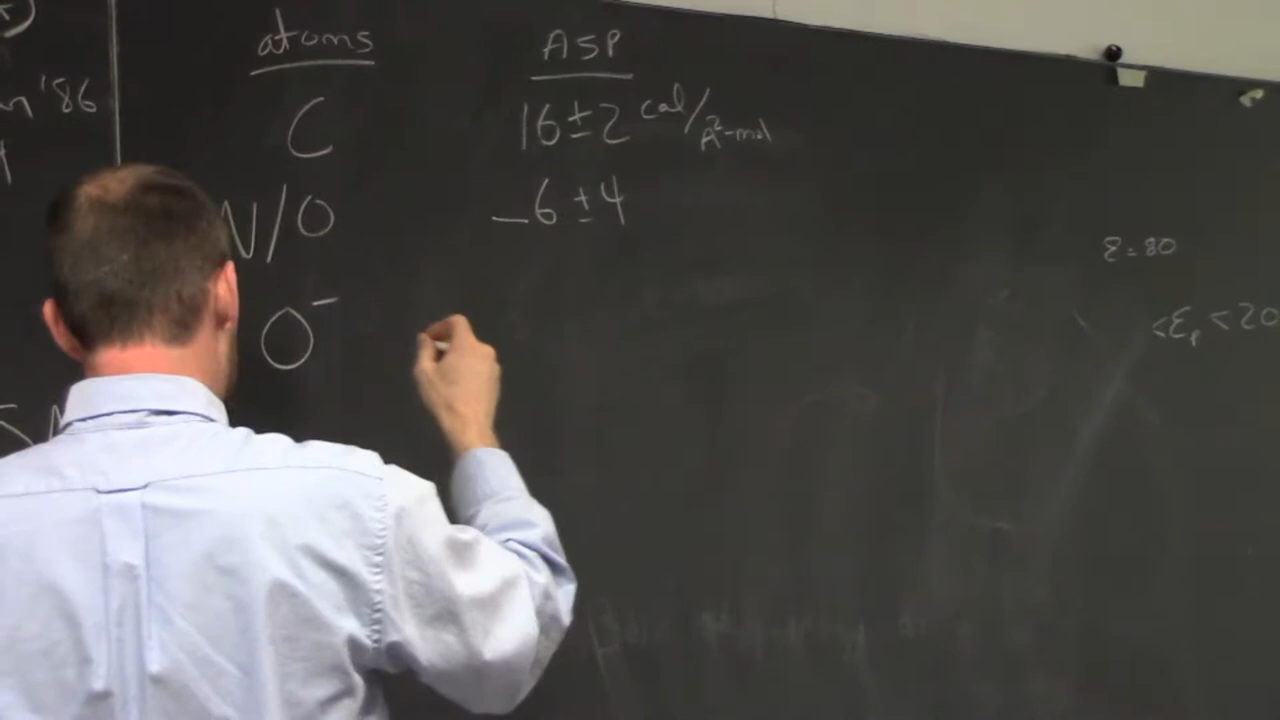 atoms ASP
'86
C 16 ± 2 cal/Å²-mol
N/O -6 ± 4
ε = 80
O⁻
< εₚ < 20